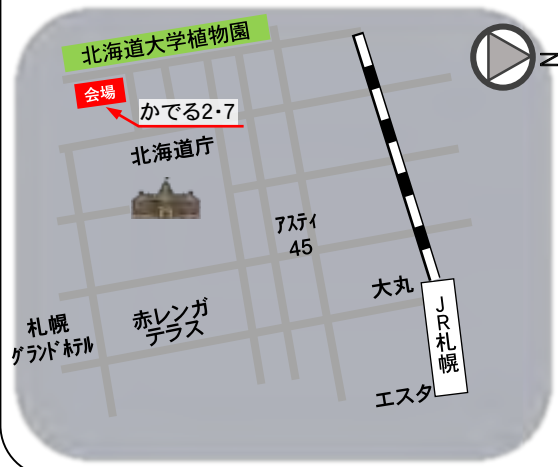 北海道大学植物園
会場
かでる2・7
北海道庁
アスティ
45
大丸
JR札幌
赤レンガ
テラス
札幌
グランドホテル
エスタ
N